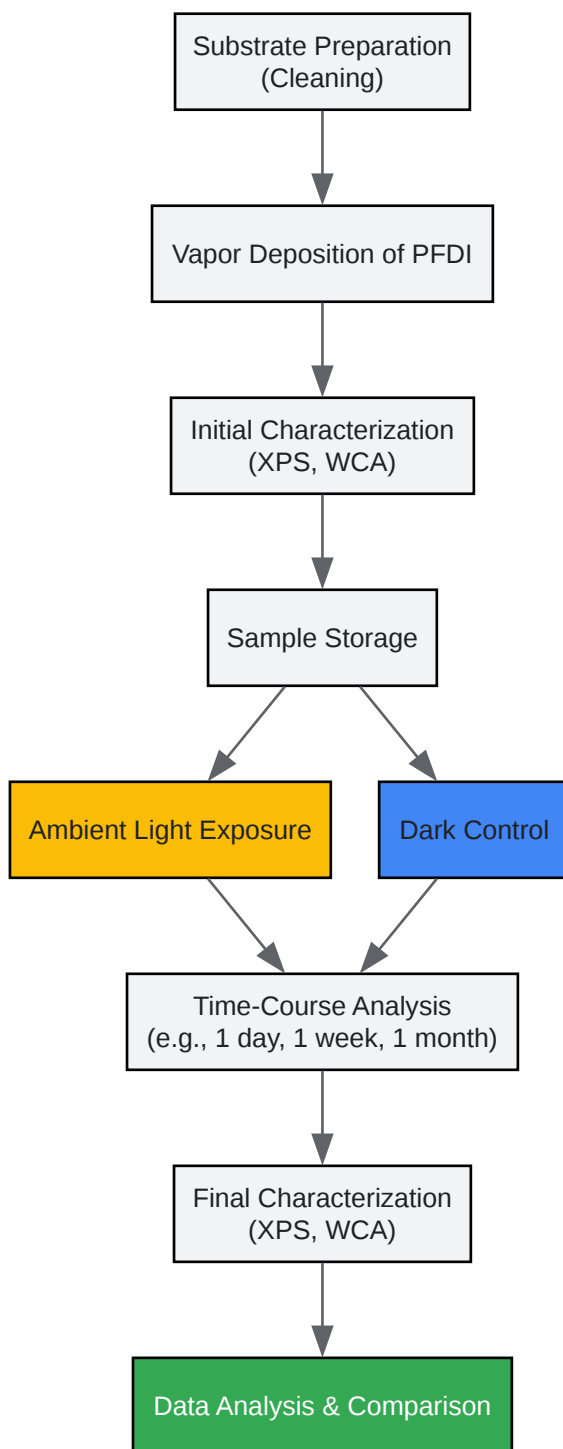 Substrate Preparation
(Cleaning)
Vapor Deposition of PFDI
Initial Characterization
(XPS, WCA)
Sample Storage
Ambient Light Exposure
Dark Control
Time-Course Analysis
(e.g., 1 day, 1 week, 1 month)
Final Characterization
(XPS, WCA)
Data Analysis & Comparison